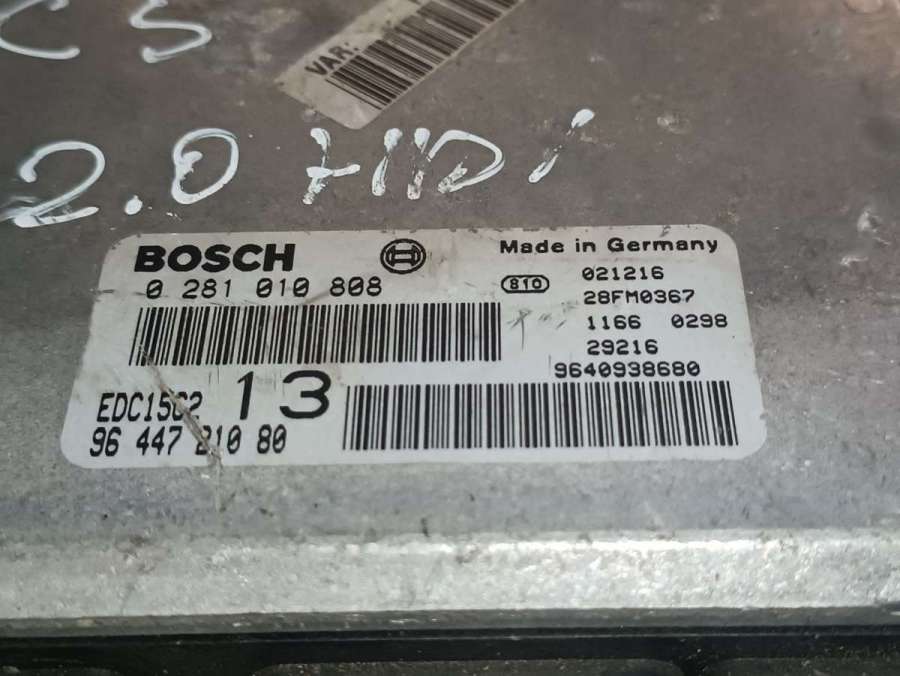 C5
VAR:
2.0 HDi
BOSCH
Made in Germany
0 281 010 808
810
021216
28FM0367
1166 0298
29216
9640938680
EDC15C2 13
96 447 210 80